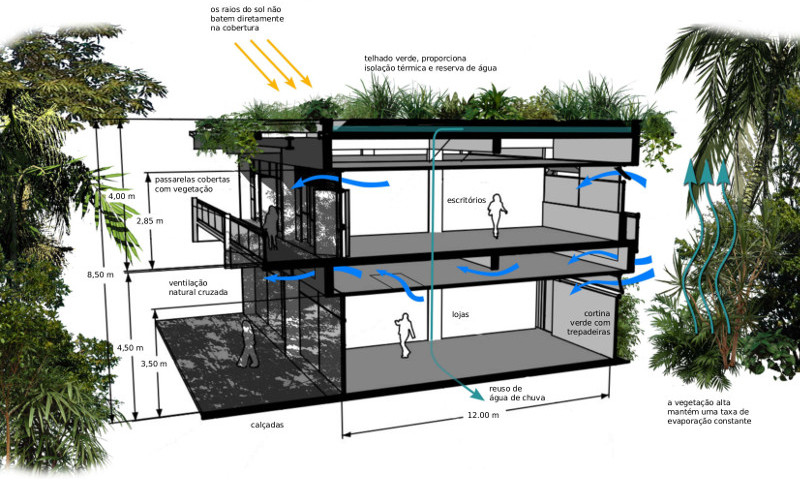 os raios do sol não
batem diretamente
na cobertura
telhado verde, proporciona
isolação térmica e reserva de água
passarelas cobertas
com vegetação
4,00 m
2,85 m
escritórios
8,50 m
ventilação
natural cruzada
4,50 m
3,50 m
lojas
cortina
verde com
trepadeiras
reuso de
água de chuva
12.00 m
calçadas
a vegetação alta
mantém uma taxa de
evaporação constante